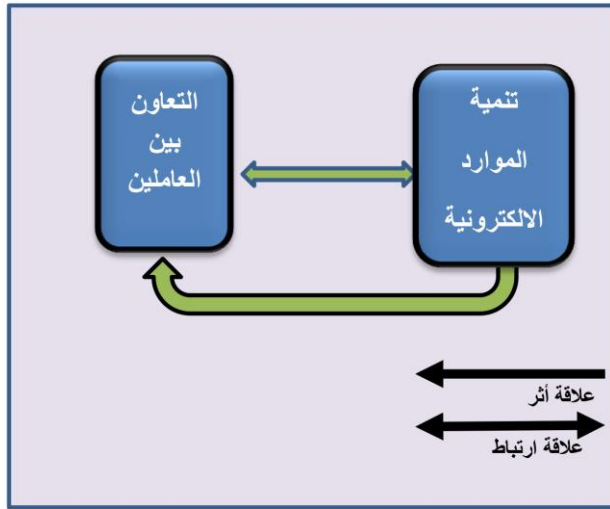 تنمية
الموارد
الالكترونية
التعاون
بين
العاملين
علاقة أثر
علاقة ارتباط